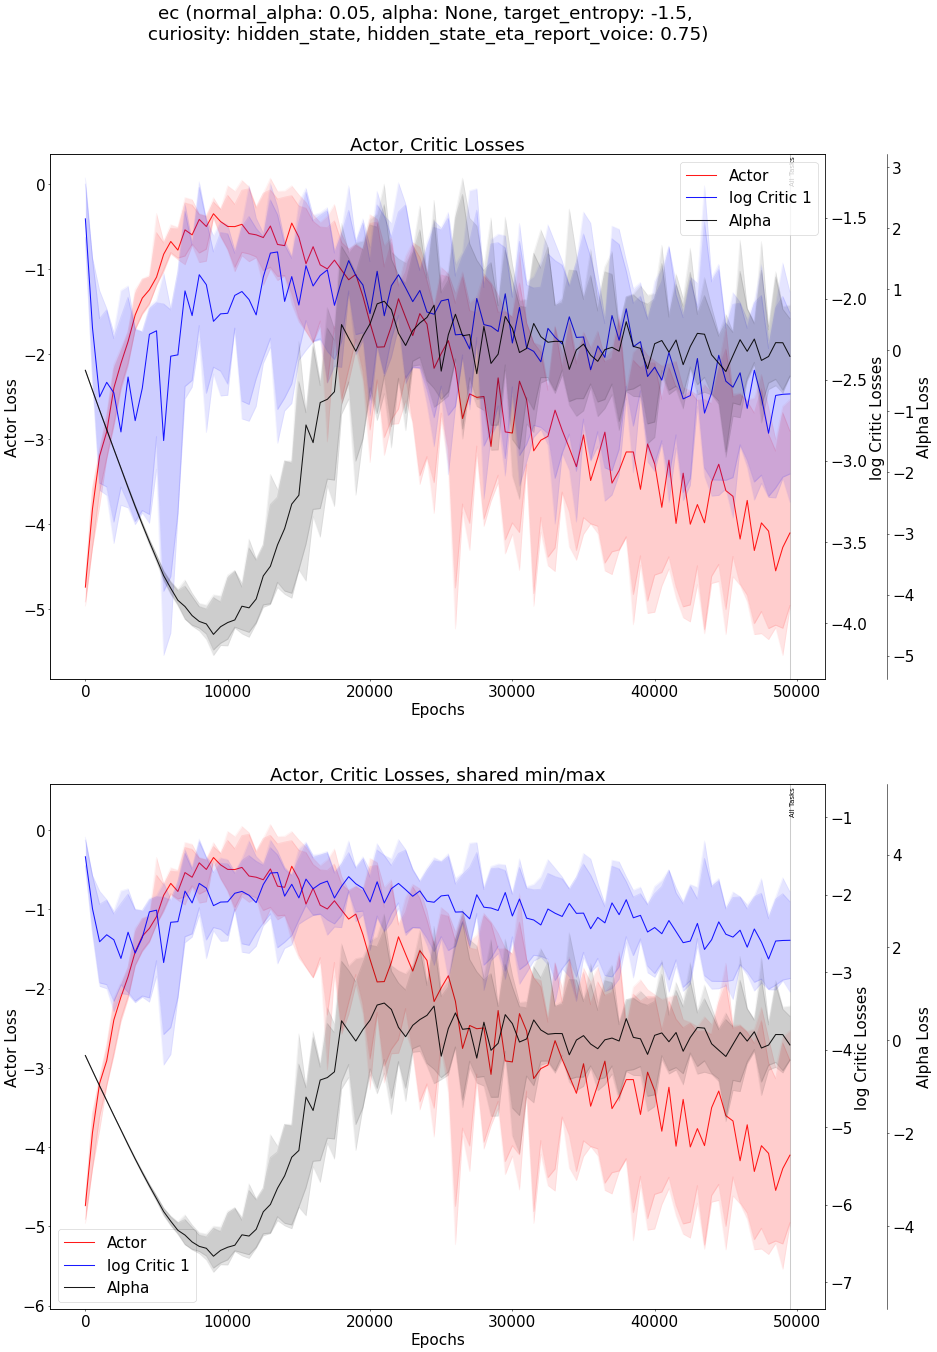 ec (normal_alpha: 0.05, alpha: None, target_entropy: -1.5,
curiosity: hidden_state, hidden_state_eta_report_voice: 0.75)
Actor, Critic Losses
Actor
log Critic 1
Alpha
All Tasks
0
−1
−2
−3
−4
−5
Actor Loss
−1.5
−2.0
−2.5
−3.0
−3.5
−4.0
log Critic Losses
3
2
1
0
−1
−2
−3
−4
−5
Alpha Loss
0
10000
20000
30000
40000
50000
Epochs
Actor, Critic Losses, shared min/max
All Tasks
0
−1
−2
−3
−4
−5
−6
Actor Loss
−1
−2
−3
−4
−5
−6
−7
log Critic Losses
4
2
0
−2
−4
Alpha Loss
Actor
log Critic 1
Alpha
0
10000
20000
30000
40000
50000
Epochs